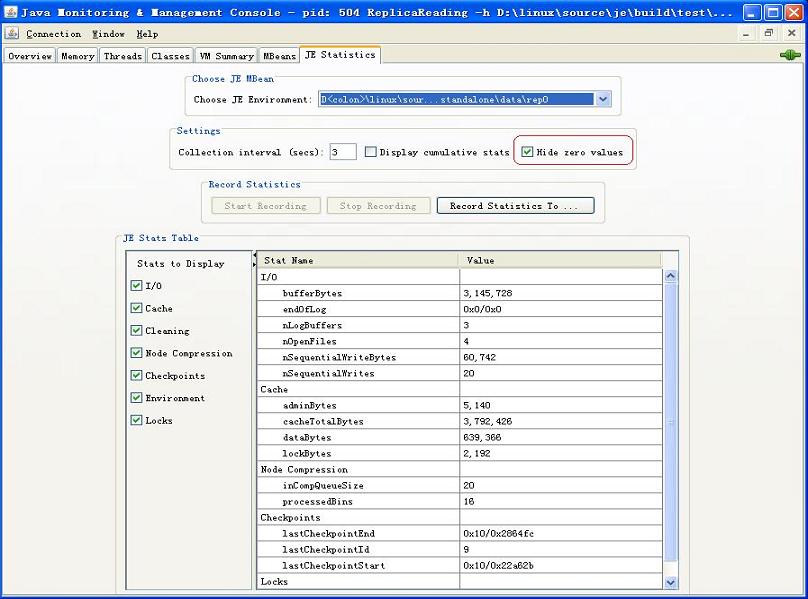 Java Monitoring & Management Console - pid: 504 ReplicaReading -h D:\linux\source\je\build\test\...
Connection Window Help
Overview Memory Threads Classes VM Summary MBeans JE Statistics
Choose JE MBean
Choose JE Environment: D<colon>\linux\sour...standalone\data\rep0
Settings
Collection interval (secs): 3 Display cumulative stats Hide zero values
Record Statistics
Start Recording Stop Recording Record Statistics To ...
JE Stats Table
Stats to Display
I/O
Cache
Cleaning
Node Compression
Checkpoints
Environment
Locks
Stat Name Value
I/O
bufferBytes 3,145,728
endOfLog 0x0/0x0
nLogBuffers 3
nOpenFiles 4
nSequentialWriteBytes 60,742
nSequentialWrites 20
Cache
adminBytes 5,140
cacheTotalBytes 3,792,426
dataBytes 639,366
lockBytes 2,192
Node Compression
inCompQueueSize 20
processedBins 16
Checkpoints
lastCheckpointEnd 0x10/0x2864fc
lastCheckpointId 9
lastCheckpointStart 0x10/0x22a62b
Locks